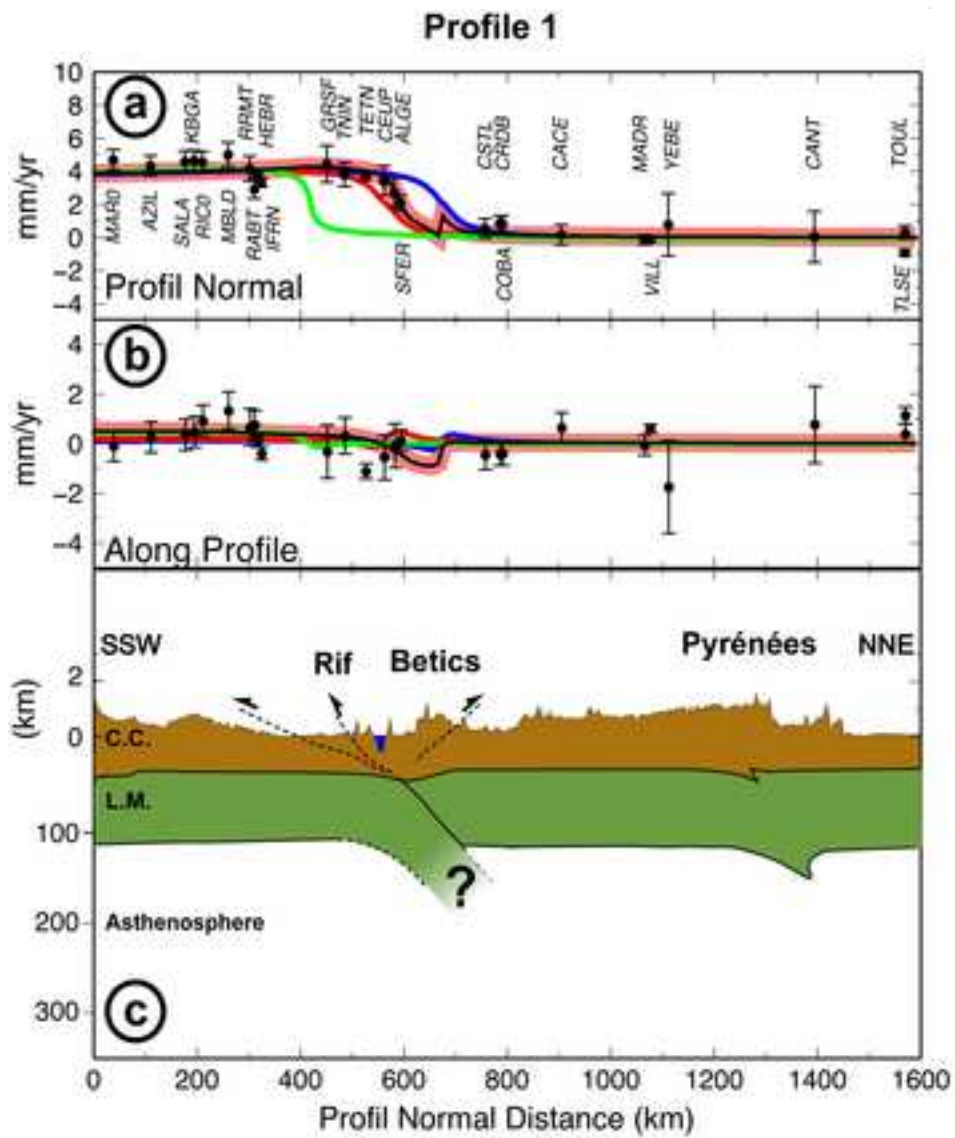 Profile 1
a
10
8
6
4
2
0
−2
−4
mm/yr
KBGA
RRMT
HEBR
GRSF
TNIN
TETN
CEUP
ALGE
CSTL
CRDB
CACE
MADR
YEBE
CANT
TOUL
MAR0
AZIL
SALA
RIC0
MBLD
RABT
IFRN
SFER
COBA
VILL
TLSE
Profil Normal
b
4
2
0
−2
−4
mm/yr
Along Profile
SSW
Rif
Betics
Pyrénées
NNE
2
0
(km)
C.C.
L.M.
100
?
200
Asthenosphere
300
c
0 200 400 600 800 1000 1200 1400 1600
Profil Normal Distance (km)